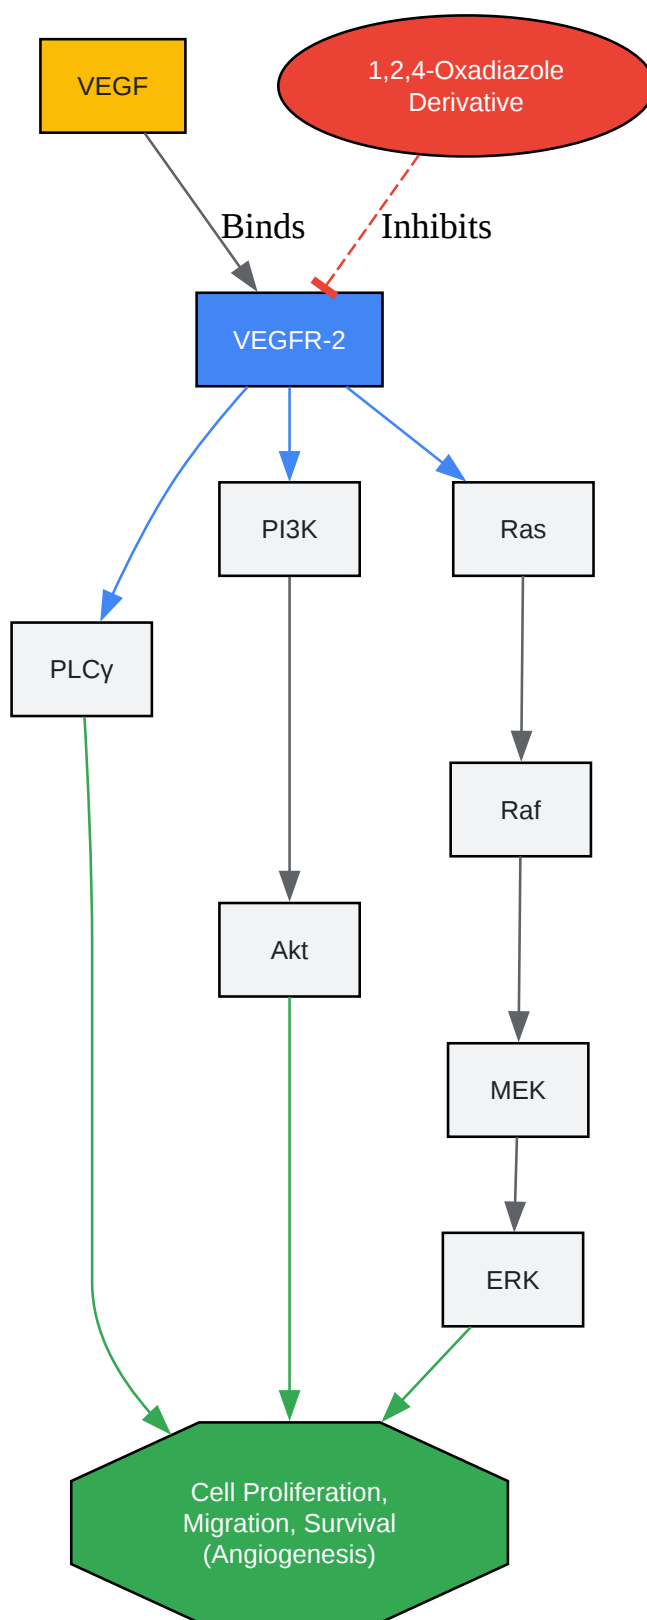 VEGF
1,2,4-Oxadiazole
Derivative
Binds
Inhibits
VEGFR-2
PI3K
Ras
PLCγ
Raf
Akt
MEK
ERK
Cell Proliferation,
Migration, Survival
(Angiogenesis)